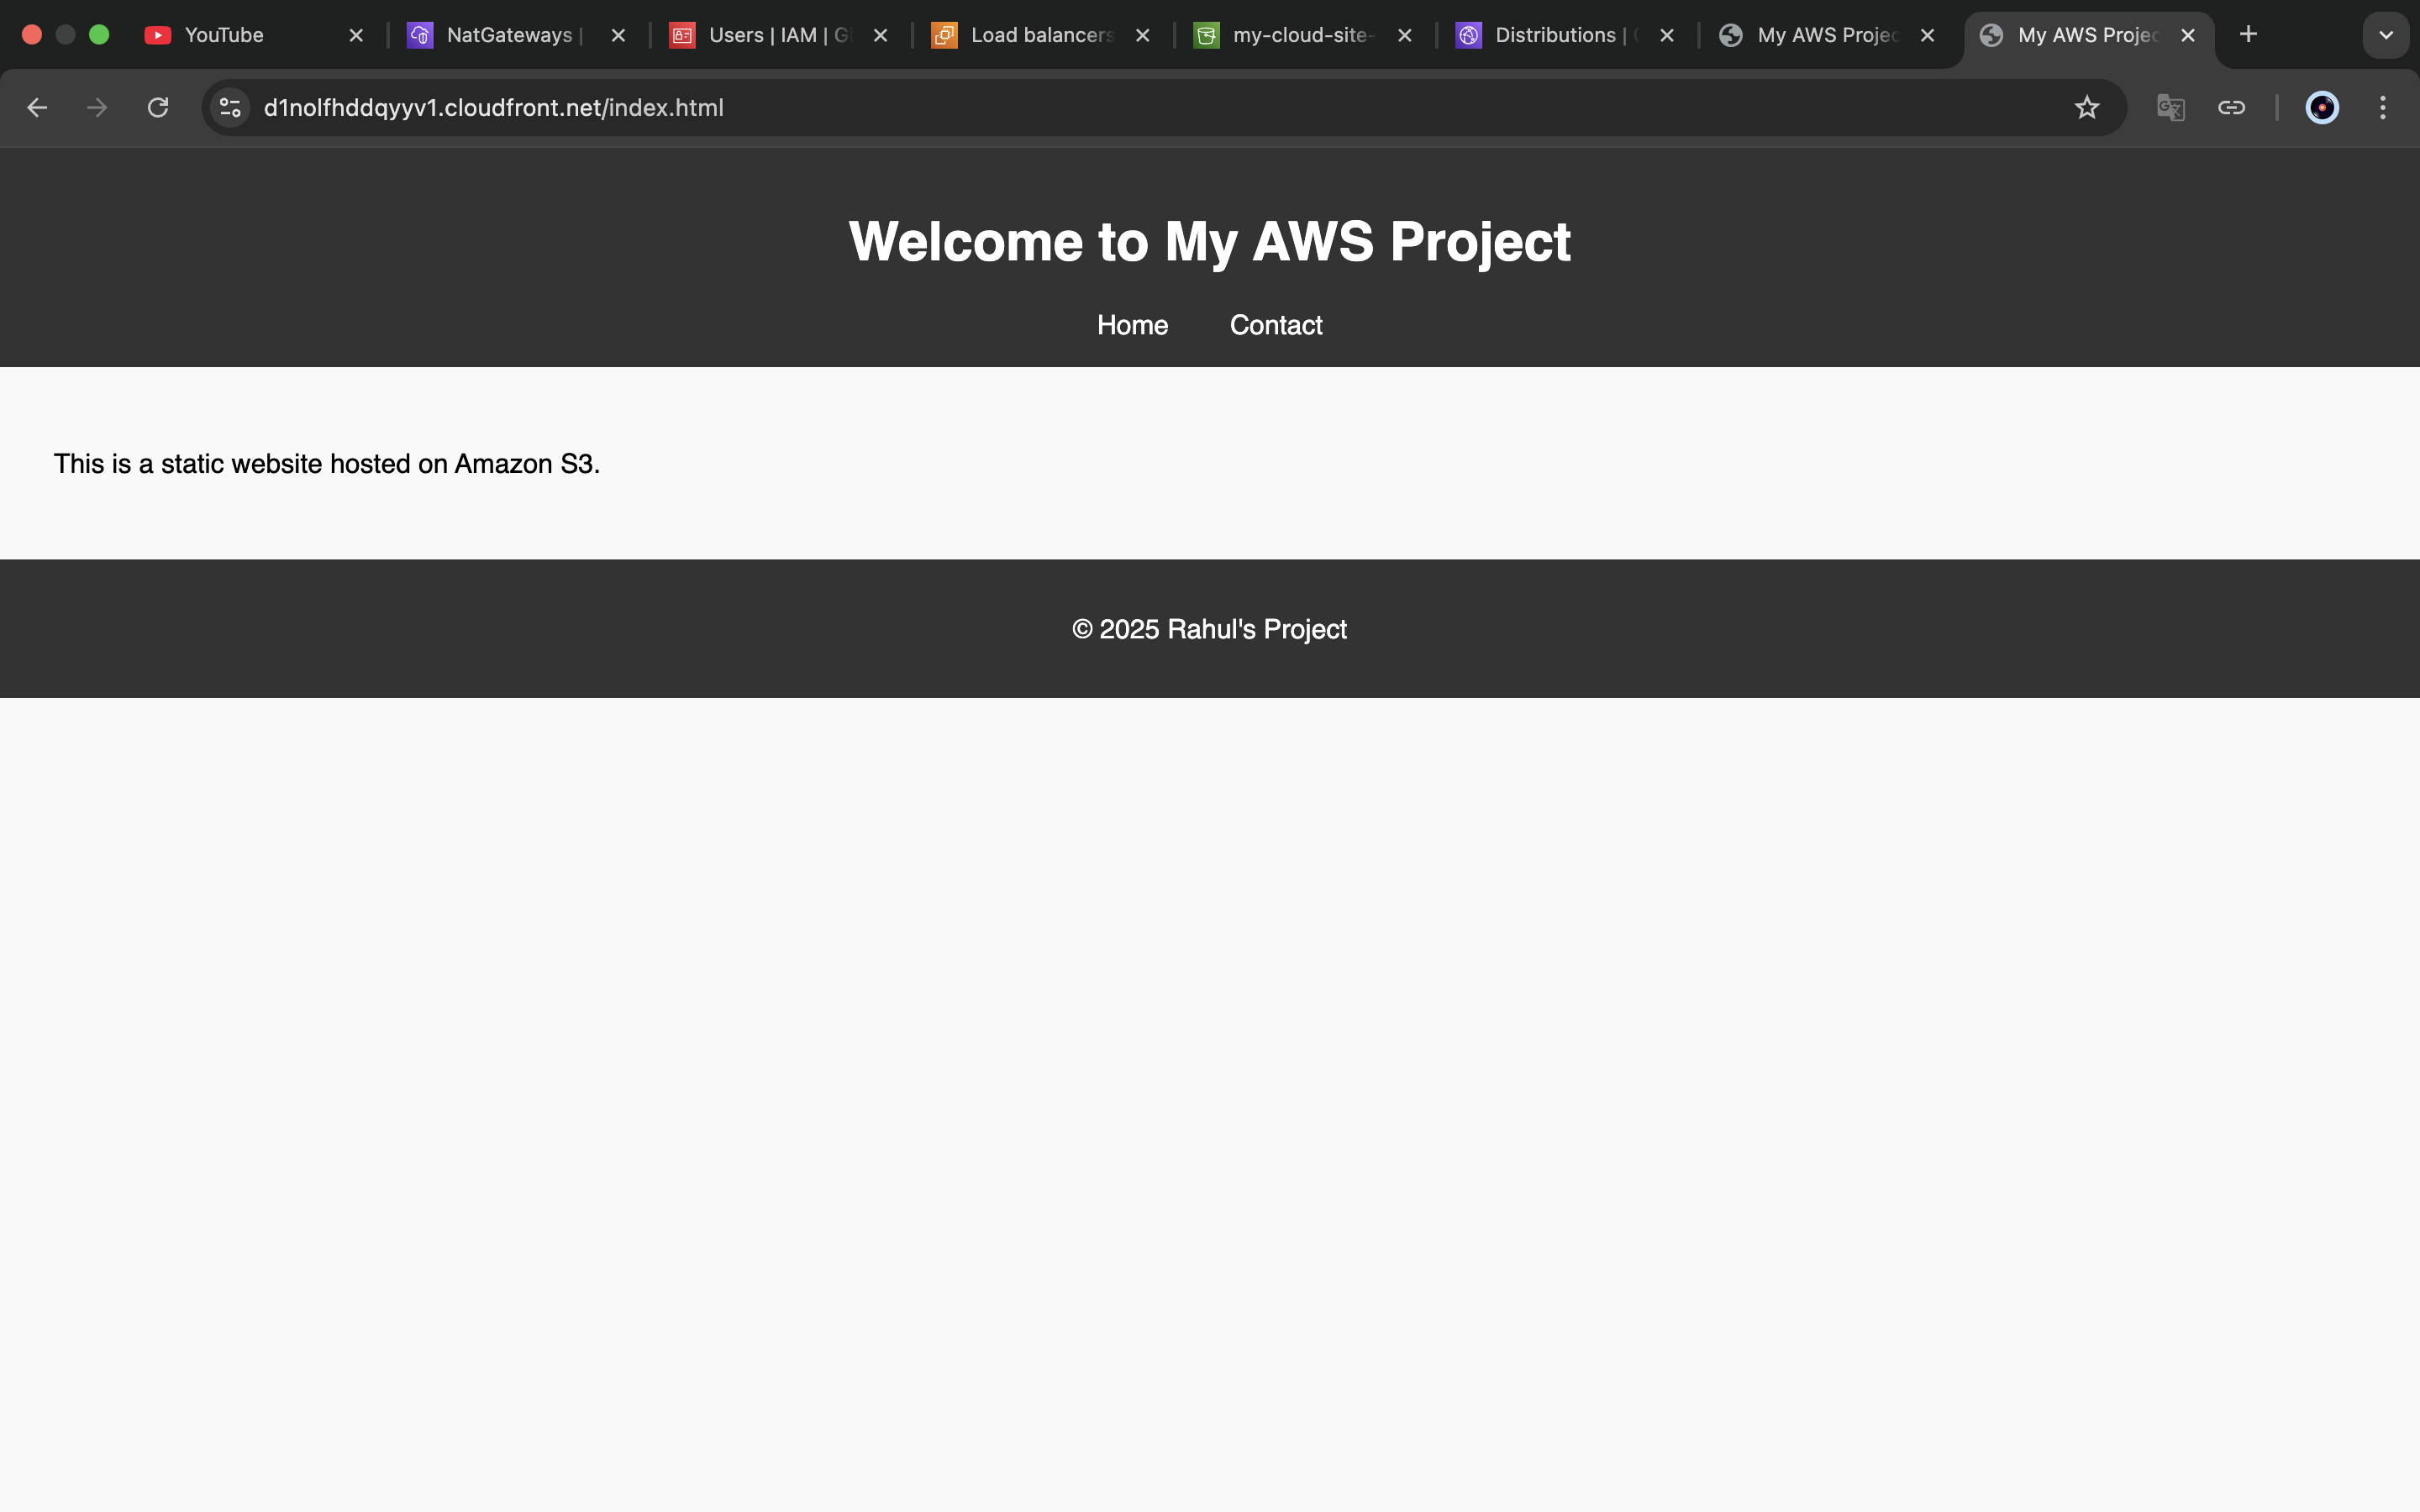 YouTube
NatGateways |
Users | IAM | G
Load balancers
my-cloud-site-
Distributions |
My AWS Projec
My AWS Projec
d1nolfhddqyyv1.cloudfront.net/index.html
Welcome to My AWS Project
Home Contact
This is a static website hosted on Amazon S3.
© 2025 Rahul's Project